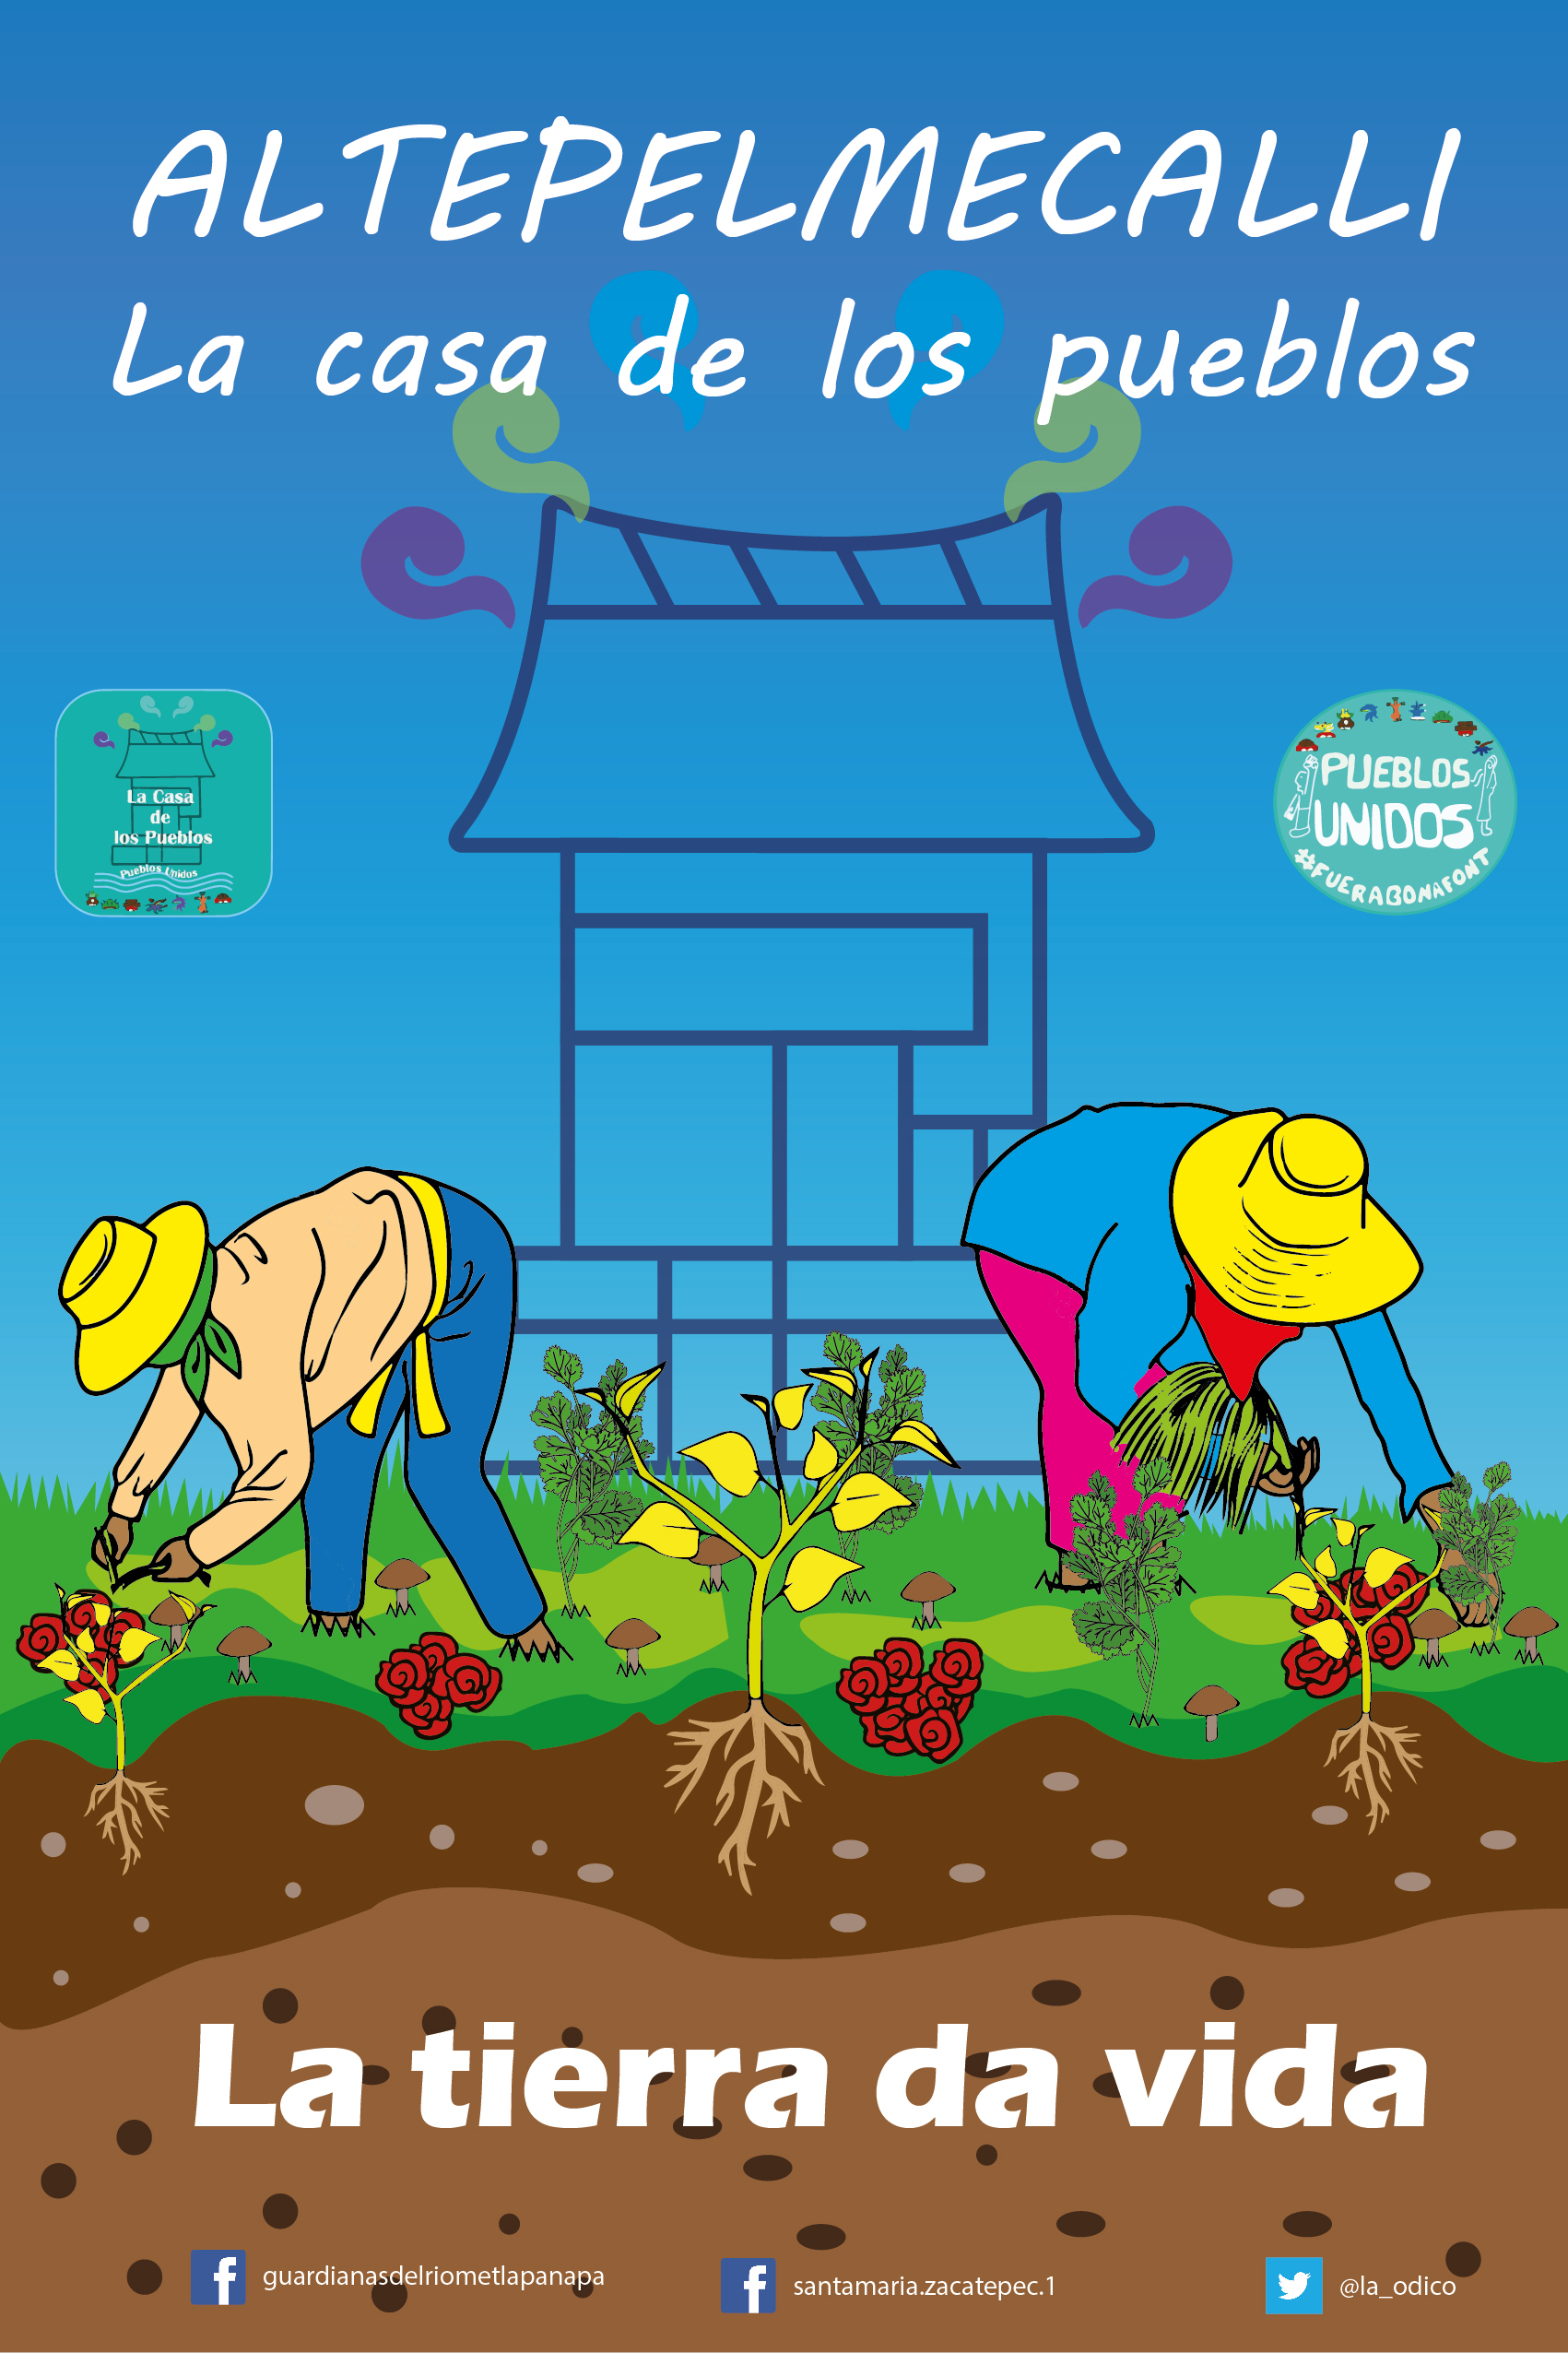 ALTEPELMECALLI
La casa de los pueblos
La Casa
de
los Pueblos
Pueblos Unidos
PUEBLOS
UNIDOS
#FUERABONAFONT
La tierra da vida
guardianasdelriometlapanapa
santamaria.zacatepec.1
@la_odico